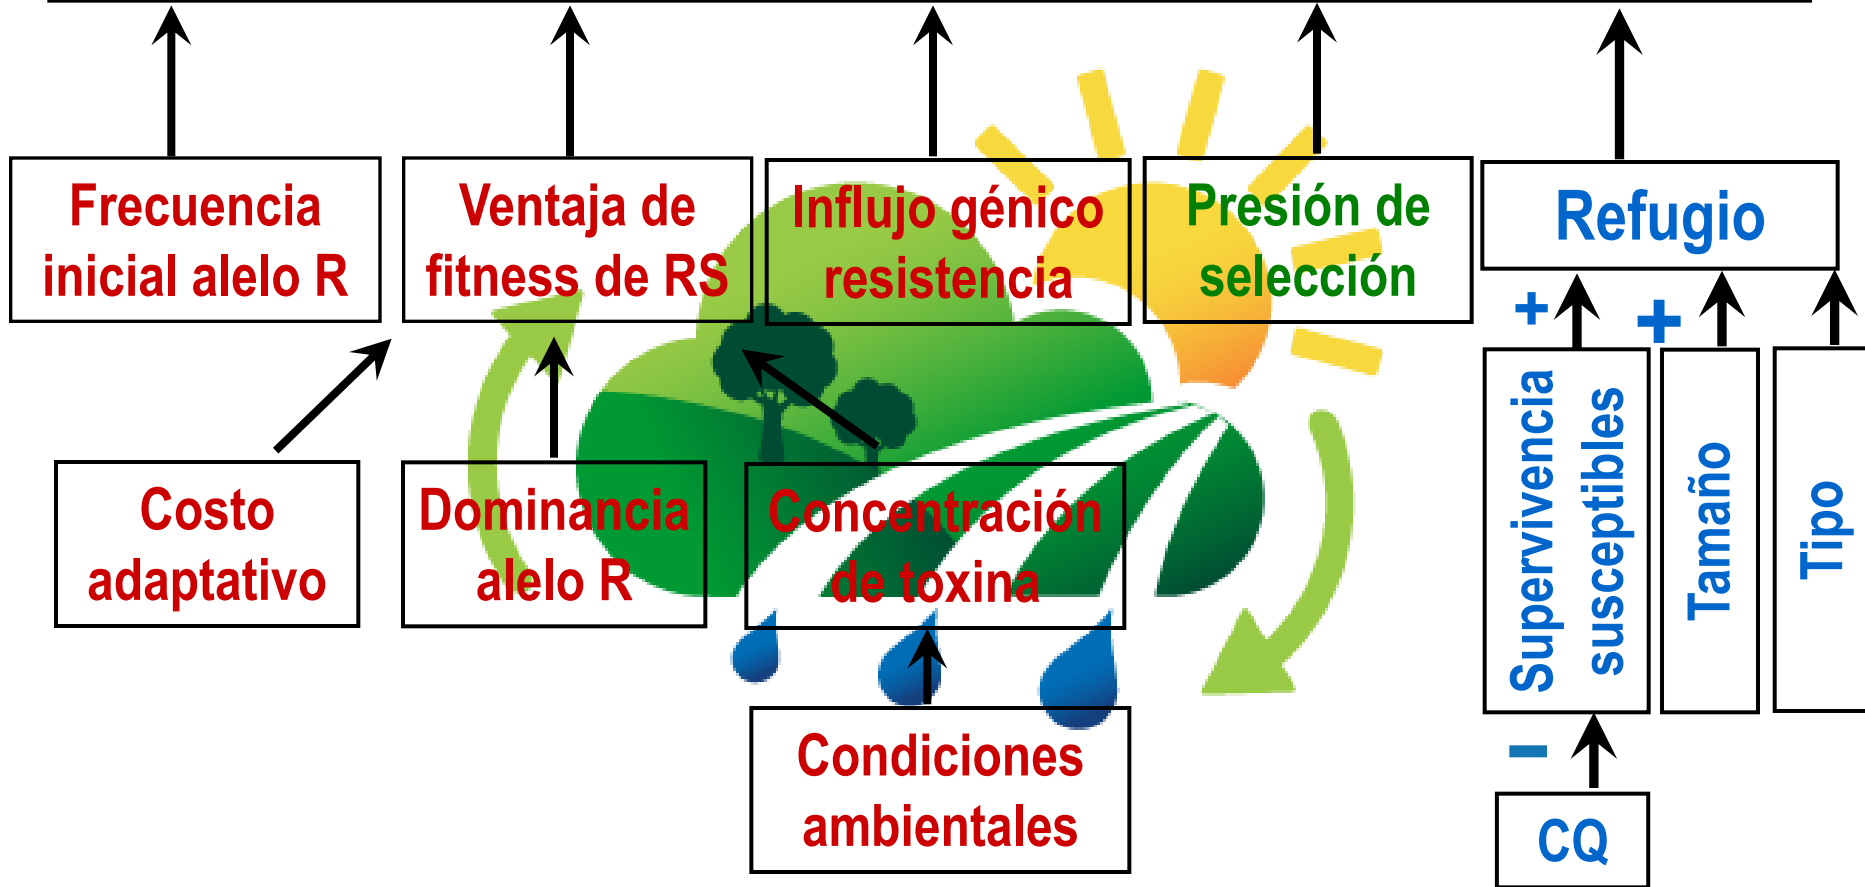 Frecuencia
inicial alelo R
Ventaja de
fitness de RS
Influjo génico
resistencia
Presión de
selección
Refugio
+
+
Costo
adaptativo
Dominancia
alelo R
Concentración
de toxina
Supervivencia
susceptibles
Tamaño
Tipo
Condiciones
ambientales
-
CQ